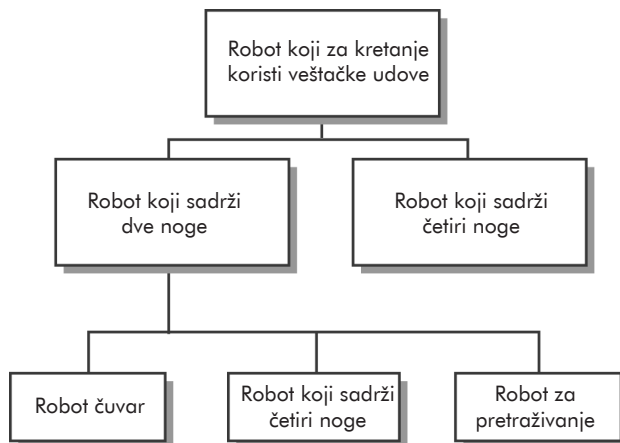 Robot koji za kretanje
koristi veštačke udove
Robot koji sadrži
dve noge
Robot koji sadrži
četiri noge
Robot čuvar
Robot koji sadrži
četiri noge
Robot za
pretraživanje